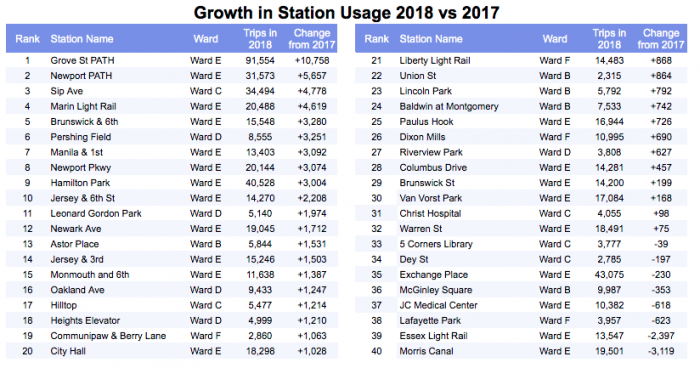 Growth in Station Usage 2018 vs 2017
Rank Station Name Ward Trips in 2018 Change from 2017
1 Grove St PATH Ward E 91,554 +10,758
2 Newport PATH Ward E 31,573 +5,657
3 Sip Ave Ward C 34,494 +4,778
4 Marin Light Rail Ward E 20,488 +4,619
5 Brunswick & 6th Ward E 15,548 +3,280
6 Pershing Field Ward D 8,555 +3,251
7 Manila & 1st Ward E 13,403 +3,092
8 Newport Pkwy Ward E 20,144 +3,074
9 Hamilton Park Ward E 40,528 +3,004
10 Jersey & 6th St Ward E 14,270 +2,208
11 Leonard Gordon Park Ward D 5,140 +1,974
12 Newark Ave Ward E 19,045 +1,712
13 Astor Place Ward B 5,844 +1,531
14 Jersey & 3rd Ward E 15,246 +1,503
15 Monmouth and 6th Ward E 11,638 +1,387
16 Oakland Ave Ward D 9,433 +1,247
17 Hilltop Ward C 5,477 +1,214
18 Heights Elevator Ward D 4,999 +1,210
19 Communipaw & Berry Lane Ward F 2,860 +1,063
20 City Hall Ward E 18,298 +1,028
Rank Station Name Ward Trips in 2018 Change from 2017
21 Liberty Light Rail Ward F 14,483 +868
22 Union St Ward B 2,315 +864
23 Lincoln Park Ward B 5,792 +792
24 Baldwin at Montgomery Ward B 7,533 +742
25 Paulus Hook Ward E 16,944 +726
26 Dixon Mills Ward F 10,995 +690
27 Riverview Park Ward D 3,808 +627
28 Columbus Drive Ward E 14,281 +457
29 Brunswick St Ward E 14,200 +199
30 Van Vorst Park Ward E 17,084 +168
31 Christ Hospital Ward C 4,055 +98
32 Warren St Ward E 18,491 +75
33 5 Corners Library Ward C 3,777 -39
34 Dey St Ward C 2,785 -197
35 Exchange Place Ward E 43,075 -230
36 McGinley Square Ward B 9,987 -353
37 JC Medical Center Ward E 10,382 -618
38 Lafayette Park Ward F 3,957 -623
39 Essex Light Rail Ward E 13,547 -2,397
40 Morris Canal Ward E 19,501 -3,119